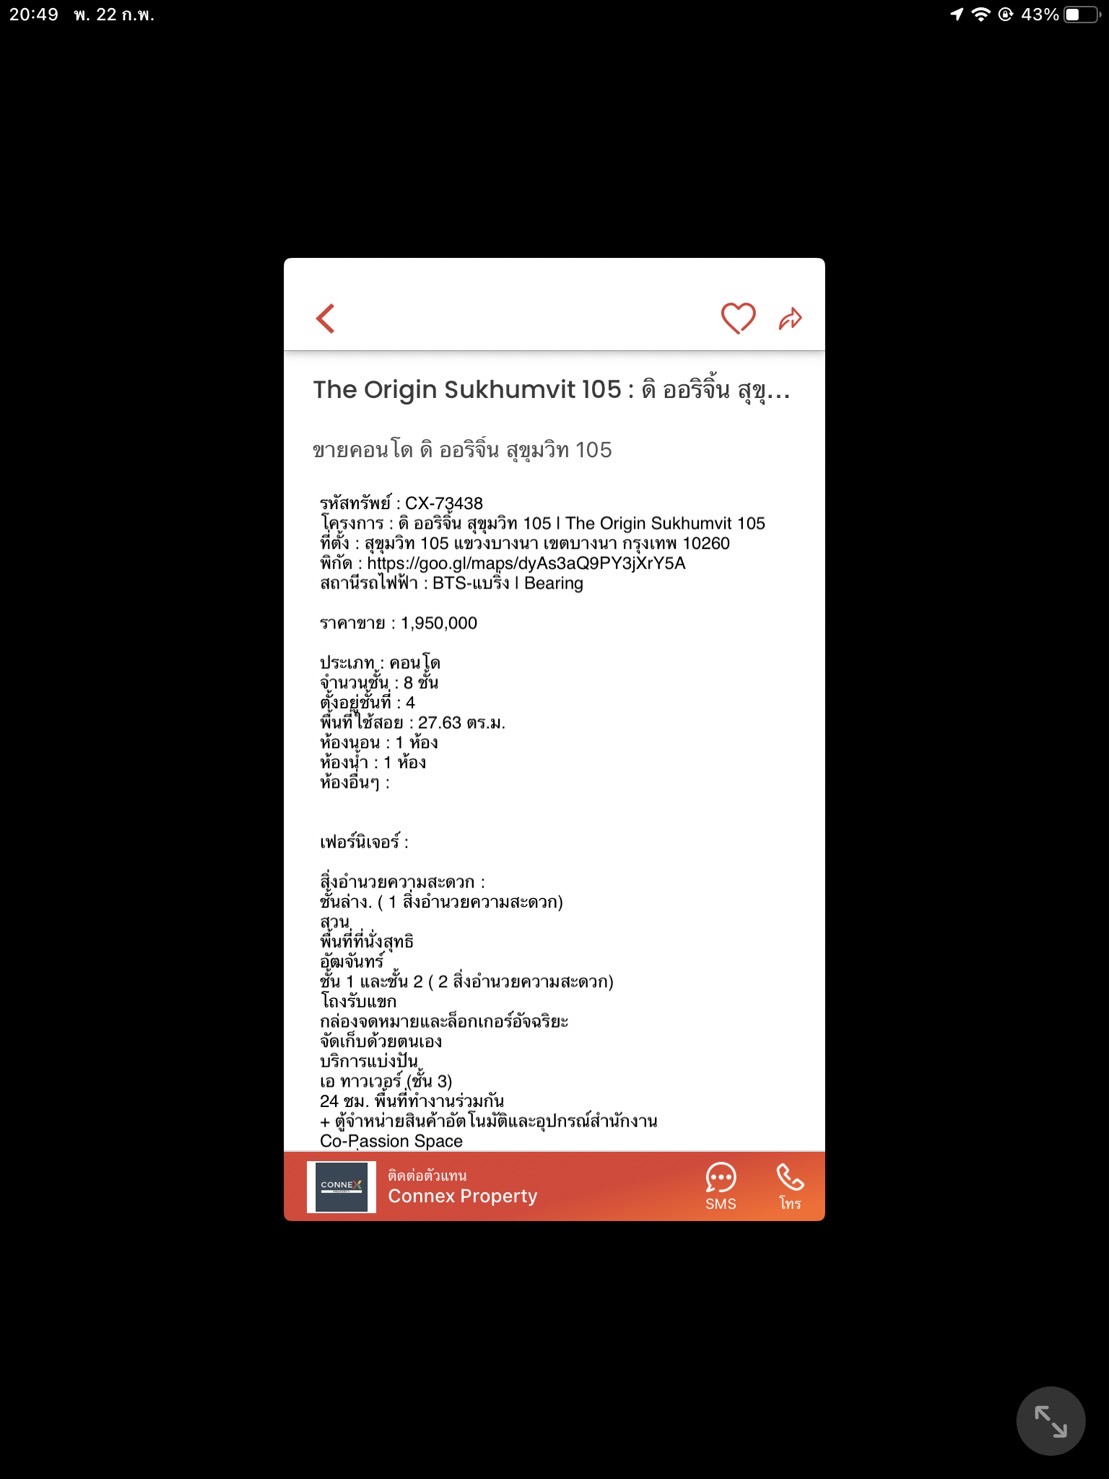 20:49 พ. 22 ก.พ.
43%
The Origin Sukhumvit 105 : ดิ ออริจิ้น สุขุ...
ขายคอนโด ดิ ออริจิ้น สุขุมวิท 105
รหัสทรัพย์ : CX-73438
โครงการ : ดิ ออริจิ้น สุขุมวิท 105 l The Origin Sukhumvit 105
ที่ตั้ง : สุขุมวิท 105 แขวงบางนา เขตบางนา กรุงเทพ 10260
พิกัด : https://goo.gl/maps/dyAs3aQ9PY3jXrY5A
สถานีรถไฟฟ้า : BTS-แบริ่ง l Bearing
ราคาขาย : 1,950,000
ประเภท : คอนโด
จำนวนชั้น : 8 ชั้น
ตั้งอยู่ชั้นที่ : 4
พื้นที่ใช้สอย : 27.63 ตร.ม.
ห้องนอน : 1 ห้อง
ห้องน้ำ : 1 ห้อง
ห้องอื่นๆ :
เฟอร์นิเจอร์ :
สิ่งอำนวยความสะดวก :
ชั้นล่าง. ( 1 สิ่งอำนวยความสะดวก)
สวน
พื้นที่ที่นั่งสุทธิ
อัฒจันทร์
ชั้น 1 และชั้น 2 ( 2 สิ่งอำนวยความสะดวก)
โถงรับแขก
กล่องจดหมายและล็อกเกอร์อัจฉริยะ
จัดเก็บด้วยตนเอง
บริการแบ่งปัน
เอ ทาวเวอร์ (ชั้น 3)
24 ชม. พื้นที่ทำงานร่วมกัน
+ ตู้จำหน่ายสินค้าอัตโนมัติและอุปกรณ์สำนักงาน
Co-Passion Space
CONNEX
ติดต่อตัวแทน
Connex Property
SMS
โทร